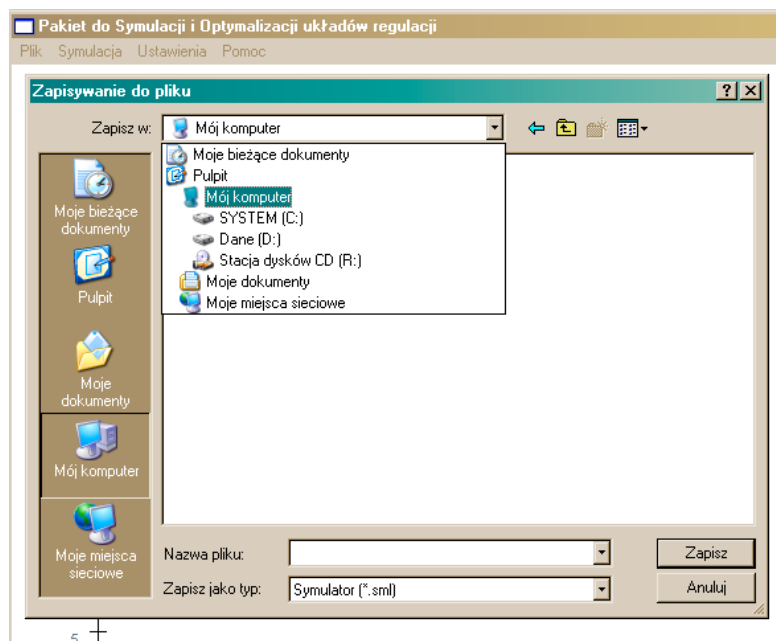 Pakiet do Symulacji i Optymalizacji układów regulacji
Plik Symulacja Ustawienia Pomoc
Zapisywanie do pliku
Zapisz w: Mój komputer
Moje bieżące dokumenty
Pulpit
Mój komputer
SYSTEM (C:)
Dane (D:)
Stacja dysków CD (R:)
Moje dokumenty
Moje miejsca sieciowe
Moje bieżące
dokumenty
Pulpit
Moje
dokumenty
Mój komputer
Moje miejsca
sieciowe
Nazwa pliku:
Zapisz
Zapisz jako typ: Symulator (*.sml)
Anuluj
5